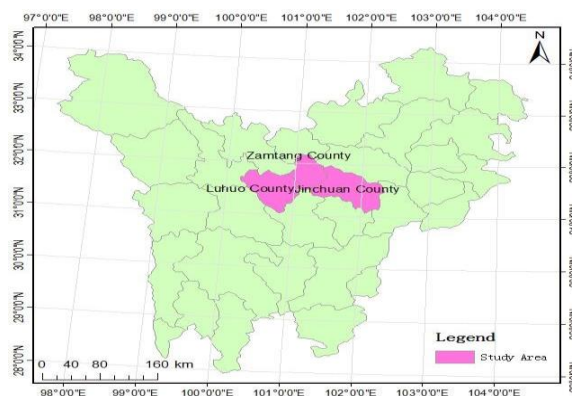 97°0'0"E 98°0'0"E 99°0'0"E 100°0'0"E 101°0'0"E 102°0'0"E 103°0'0"E 104°0'0"E
N
34°0'0"N
33°0'0"N
32°0'0"N
Zamtang County
Luhuo County Jinchuan County
31°0'0"N
30°0'0"N
29°0'0"N
Legend
Study Area
28°0'0"N
0 40 80 160 km
98°0'0"E 99°0'0"E 100°0'0"E 101°0'0"E 102°0'0"E 103°0'0"E 104°0'0"E